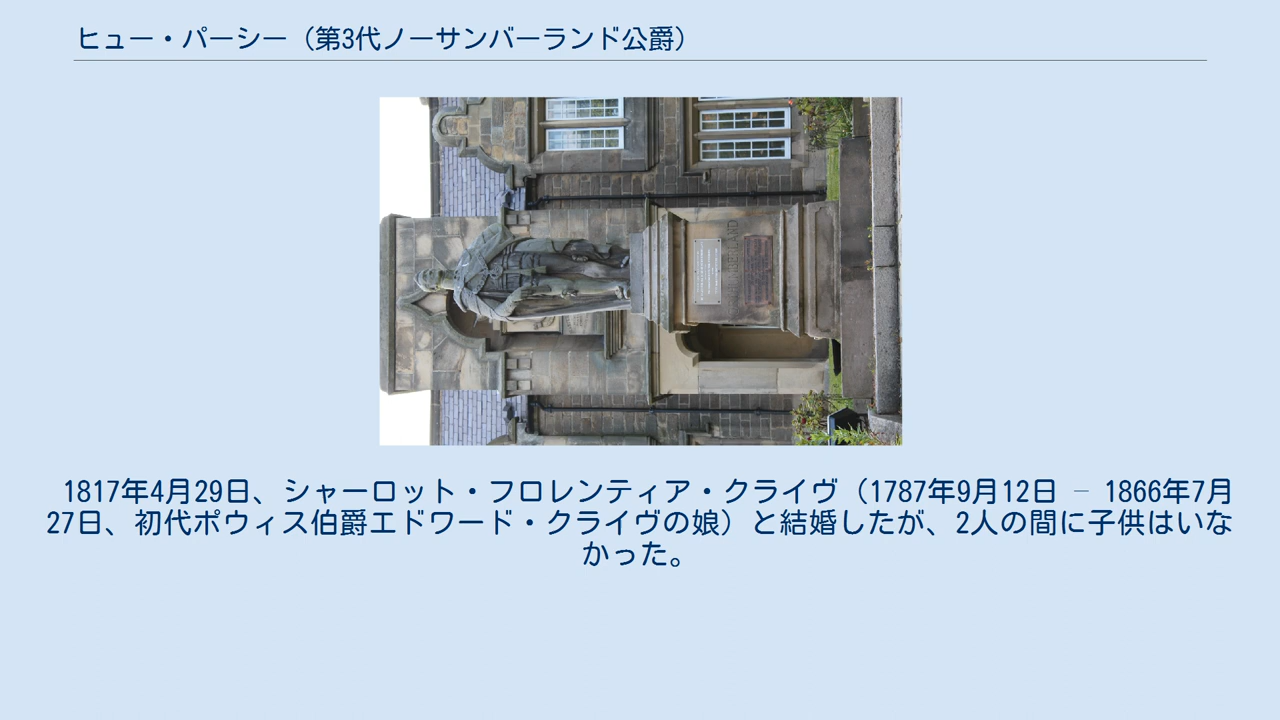 ヒュー・パーシー（第3代ノーサンバーランド公爵）
1817年4月29日、シャーロット・フロレンティア・クライヴ（1787年9月12日 – 1866年7月
27日、初代ポウィス伯爵エドワード・クライヴの娘）と結婚したが、2人の間に子供はいな
かった。